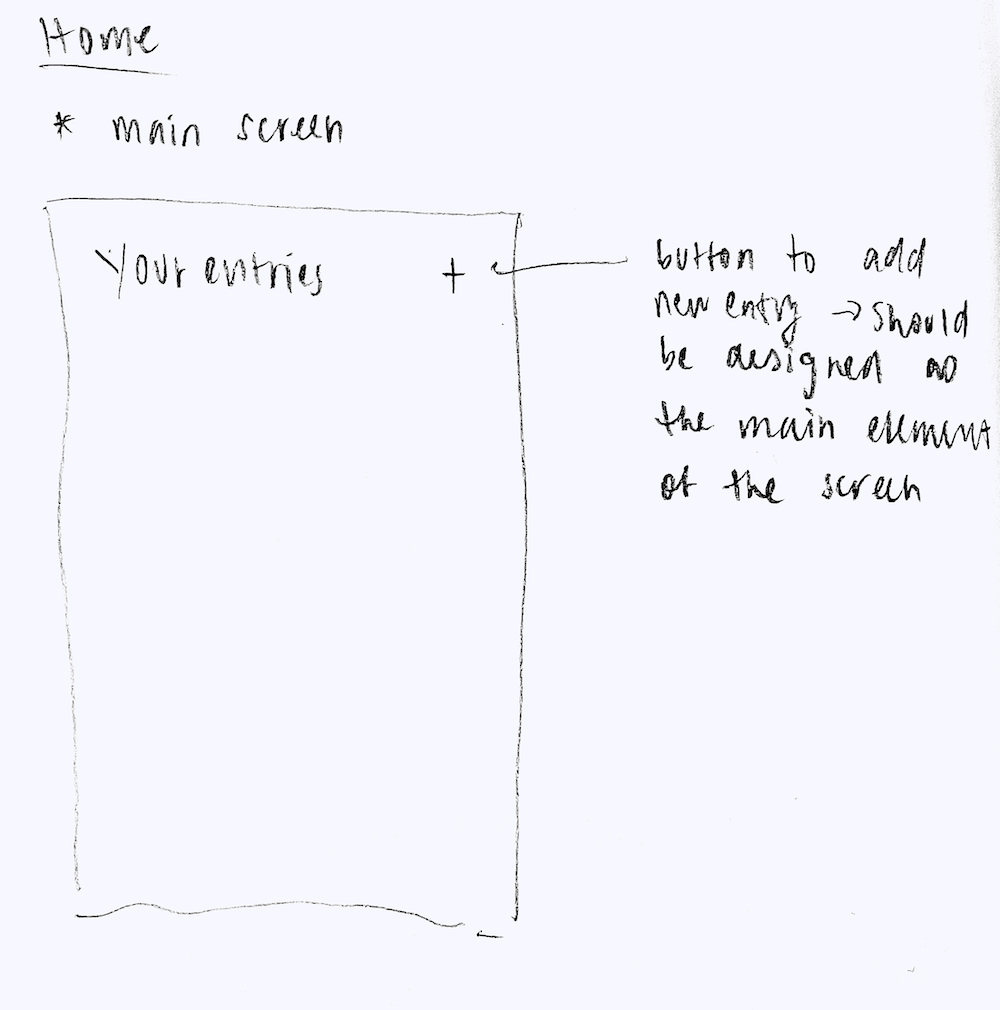 Home
* main screen
Your entries +
button to add
new entry → should
be designed as
the main element
of the screen